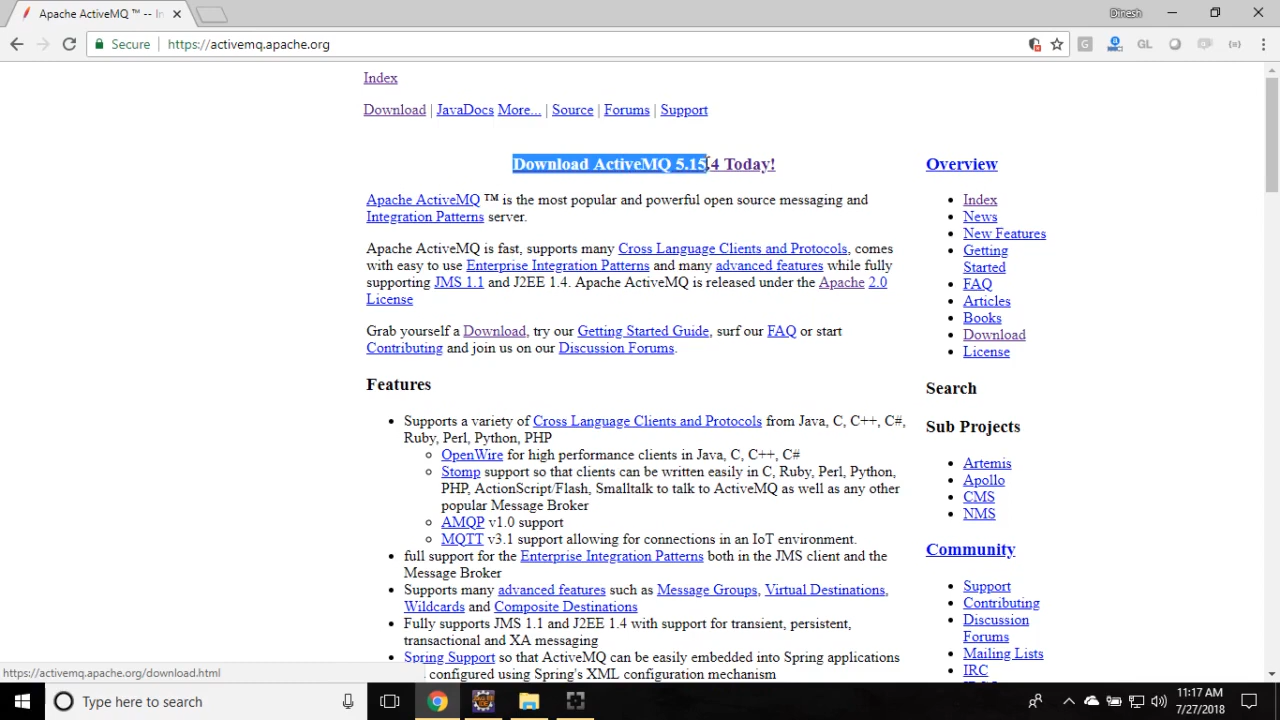 Apache ActiveMQ ™ -- In
Dinesh
Secure
https://activemq.apache.org
GL
Index
Download | JavaDocs More... | Source | Forums | Support
Download ActiveMQ 5.15.4 Today!
Apache ActiveMQ ™ is the most popular and powerful open source messaging and
Integration Patterns server.
Apache ActiveMQ is fast, supports many Cross Language Clients and Protocols, comes
with easy to use Enterprise Integration Patterns and many advanced features while fully
supporting JMS 1.1 and J2EE 1.4. Apache ActiveMQ is released under the Apache 2.0
License
Grab yourself a Download, try our Getting Started Guide, surf our FAQ or start
Contributing and join us on our Discussion Forums.
Features
Supports a variety of Cross Language Clients and Protocols from Java, C, C++, C#,
Ruby, Perl, Python, PHP
OpenWire for high performance clients in Java, C, C++, C#
Stomp support so that clients can be written easily in C, Ruby, Perl, Python,
PHP, ActionScript/Flash, Smalltalk to talk to ActiveMQ as well as any other
popular Message Broker
AMQP v1.0 support
MQTT v3.1 support allowing for connections in an IoT environment.
full support for the Enterprise Integration Patterns both in the JMS client and the
Message Broker
Supports many advanced features such as Message Groups, Virtual Destinations,
Wildcards and Composite Destinations
Fully supports JMS 1.1 and J2EE 1.4 with support for transient, persistent,
transactional and XA messaging
Spring Support so that ActiveMQ can be easily embedded into Spring applications
configured using Spring's XML configuration mechanism
Overview
Index
News
New Features
Getting
Started
FAQ
Articles
Books
Download
License
Search
Sub Projects
Artemis
Apollo
CMS
NMS
Community
Support
Contributing
Discussion
Forums
Mailing Lists
IRC
https://activemq.apache.org/download.html
Type here to search
11:17 AM
7/27/2018